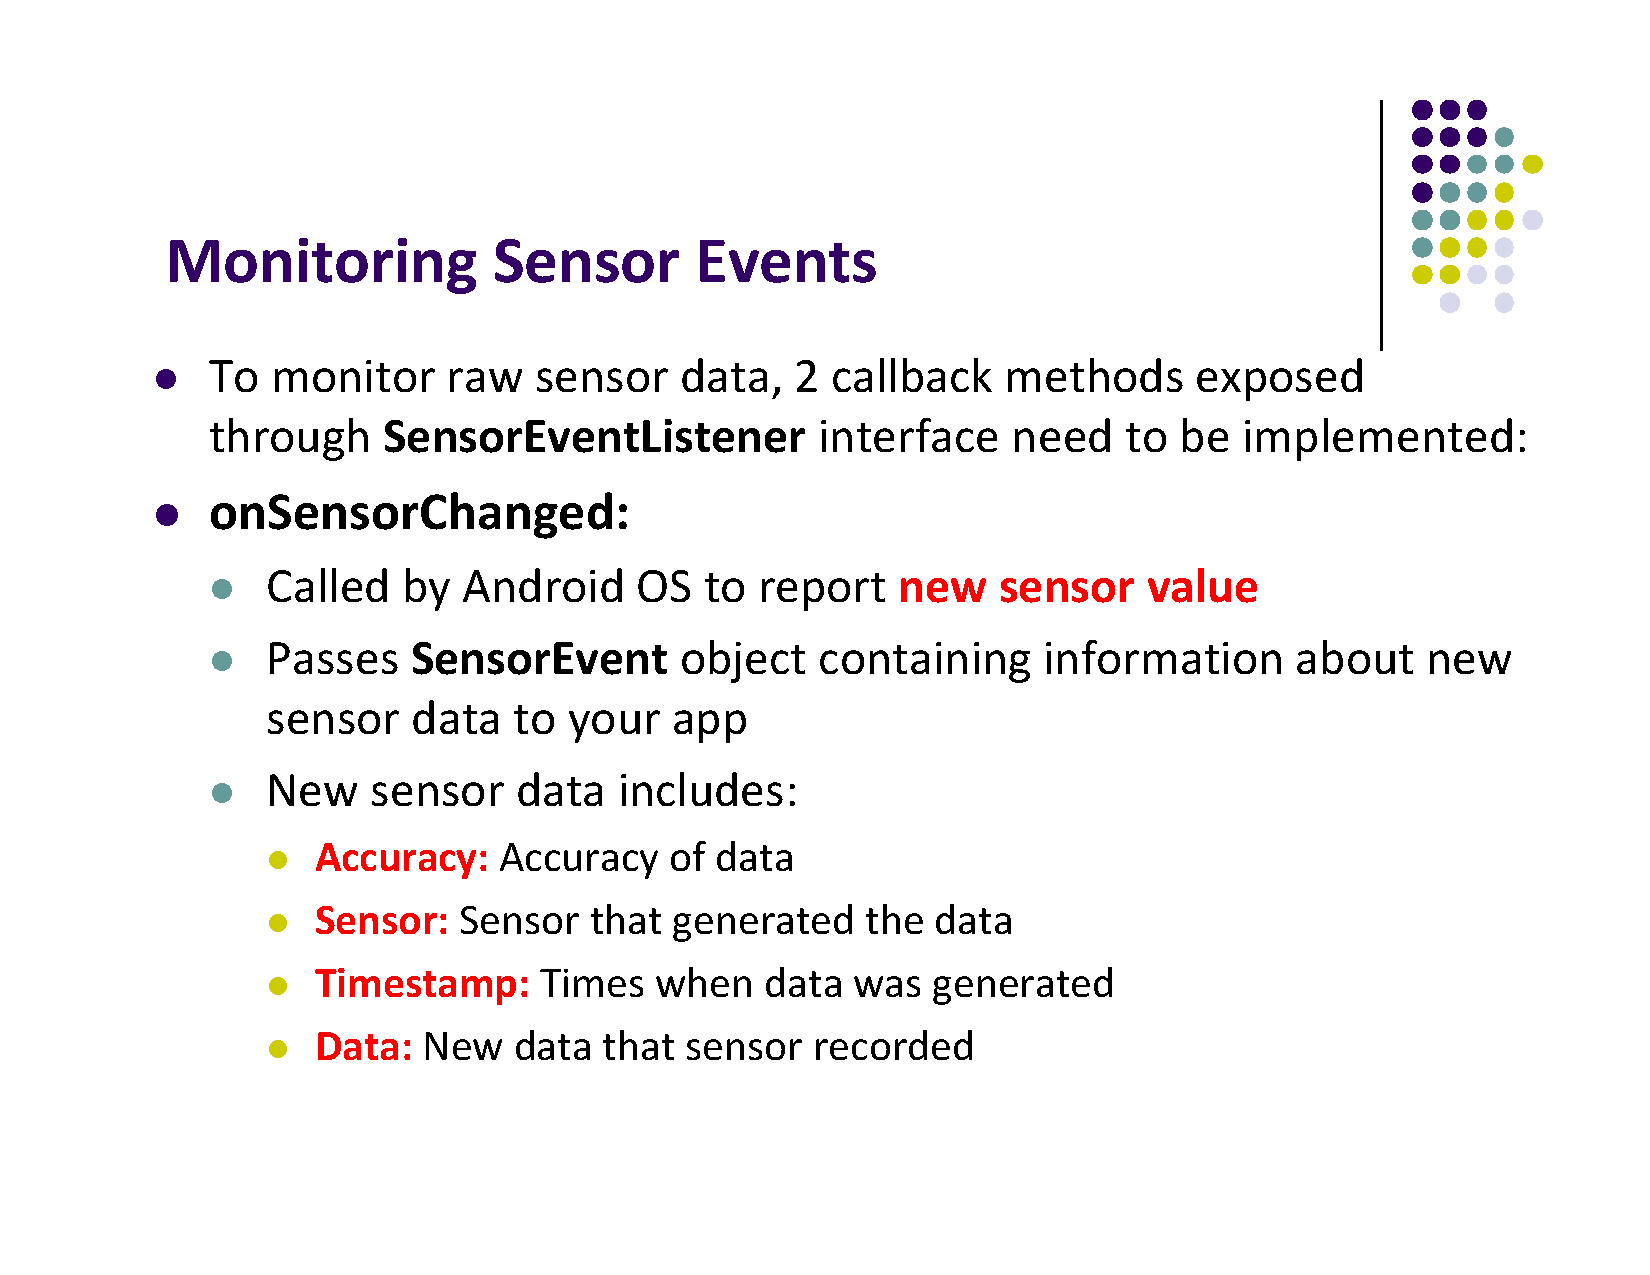 Monitoring Sensor Events
To monitor raw sensor data, 2 callback methods exposed
through SensorEventListener interface need to be implemented:
onSensorChanged:
Called by Android OS to report new sensor value
Passes SensorEvent object containing information about new
sensor data to your app
New sensor data includes:
Accuracy: Accuracy of data
Sensor: Sensor that generated the data
Timestamp: Times when data was generated
Data: New data that sensor recorded